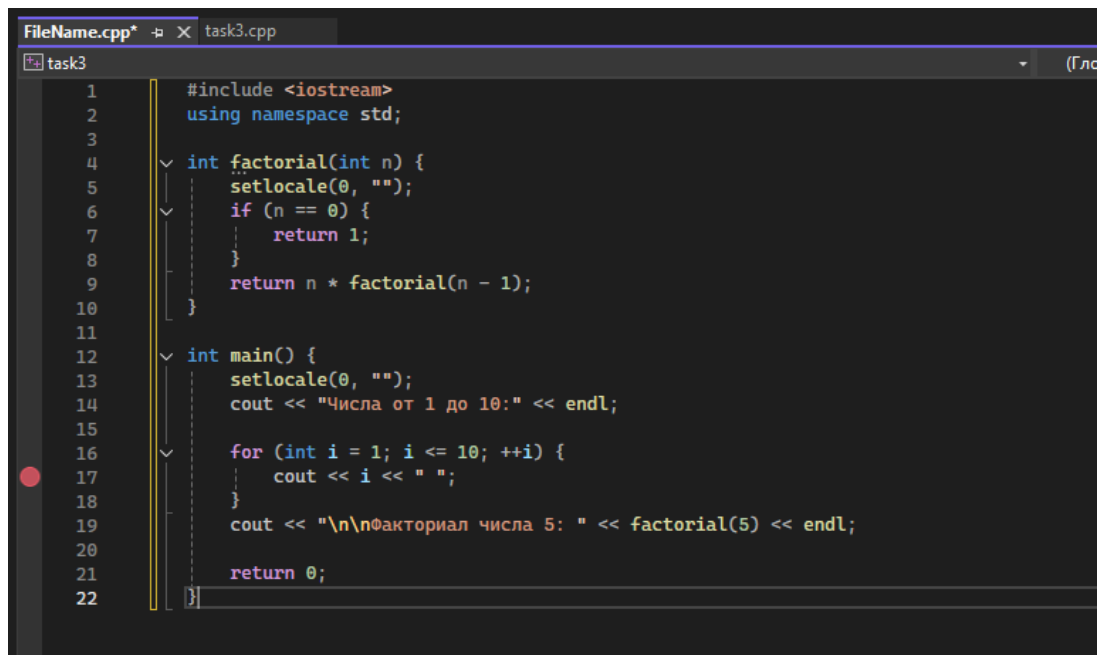 FileName.cpp* task3.cpp
task3 (Гло
1 #include <iostream>
2 using namespace std;
3
4 int factorial(int n) {
5     setlocale(0, "");
6     if (n == 0) {
7         return 1;
8     }
9     return n * factorial(n - 1);
10 }
11
12 int main() {
13     setlocale(0, "");
14     cout << "Числа от 1 до 10:" << endl;
15
16     for (int i = 1; i <= 10; ++i) {
17         cout << i << " ";
18     }
19     cout << "\n\nФакториал числа 5: " << factorial(5) << endl;
20
21     return 0;
22 }